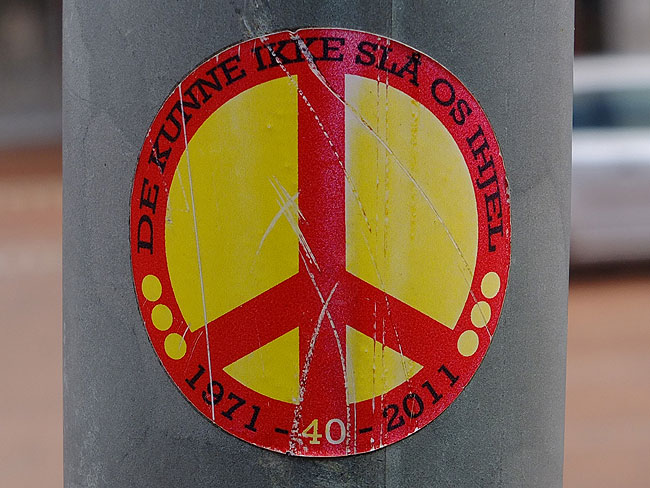 DE KUNNE IKKE SLÅ OS IHJEL
1971 - 40 - 2011